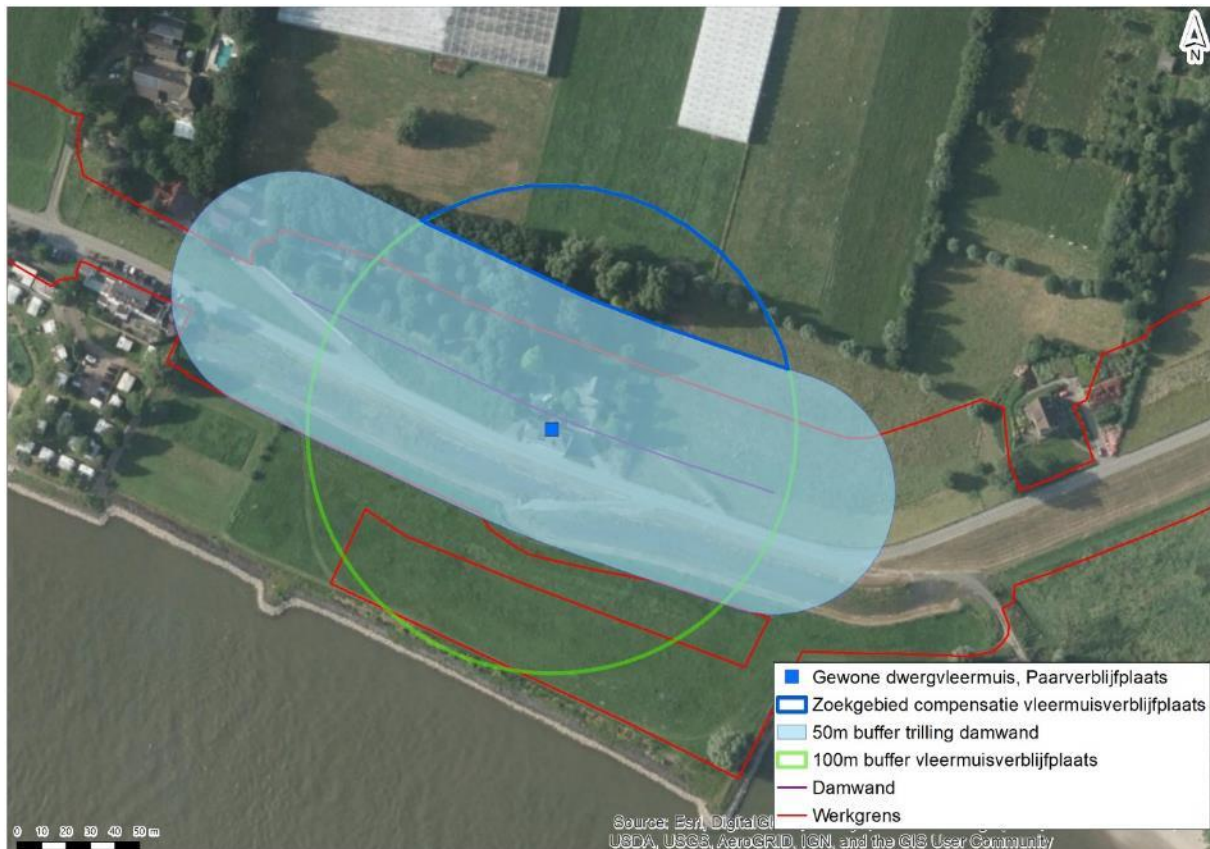 N
Gewone dwergvleermuis, Paarverblijfplaats
Zoekgebied compensatie vleermuisverblijfplaats
50m buffer trilling damwand
100m buffer vleermuisverblijfplaats
Damwand
Werkgrens
0 10 20 30 40 50 m
Source: Esri, DigitalGl
USDA, USGS, AeroGRID, IGN, and the GIS User Community